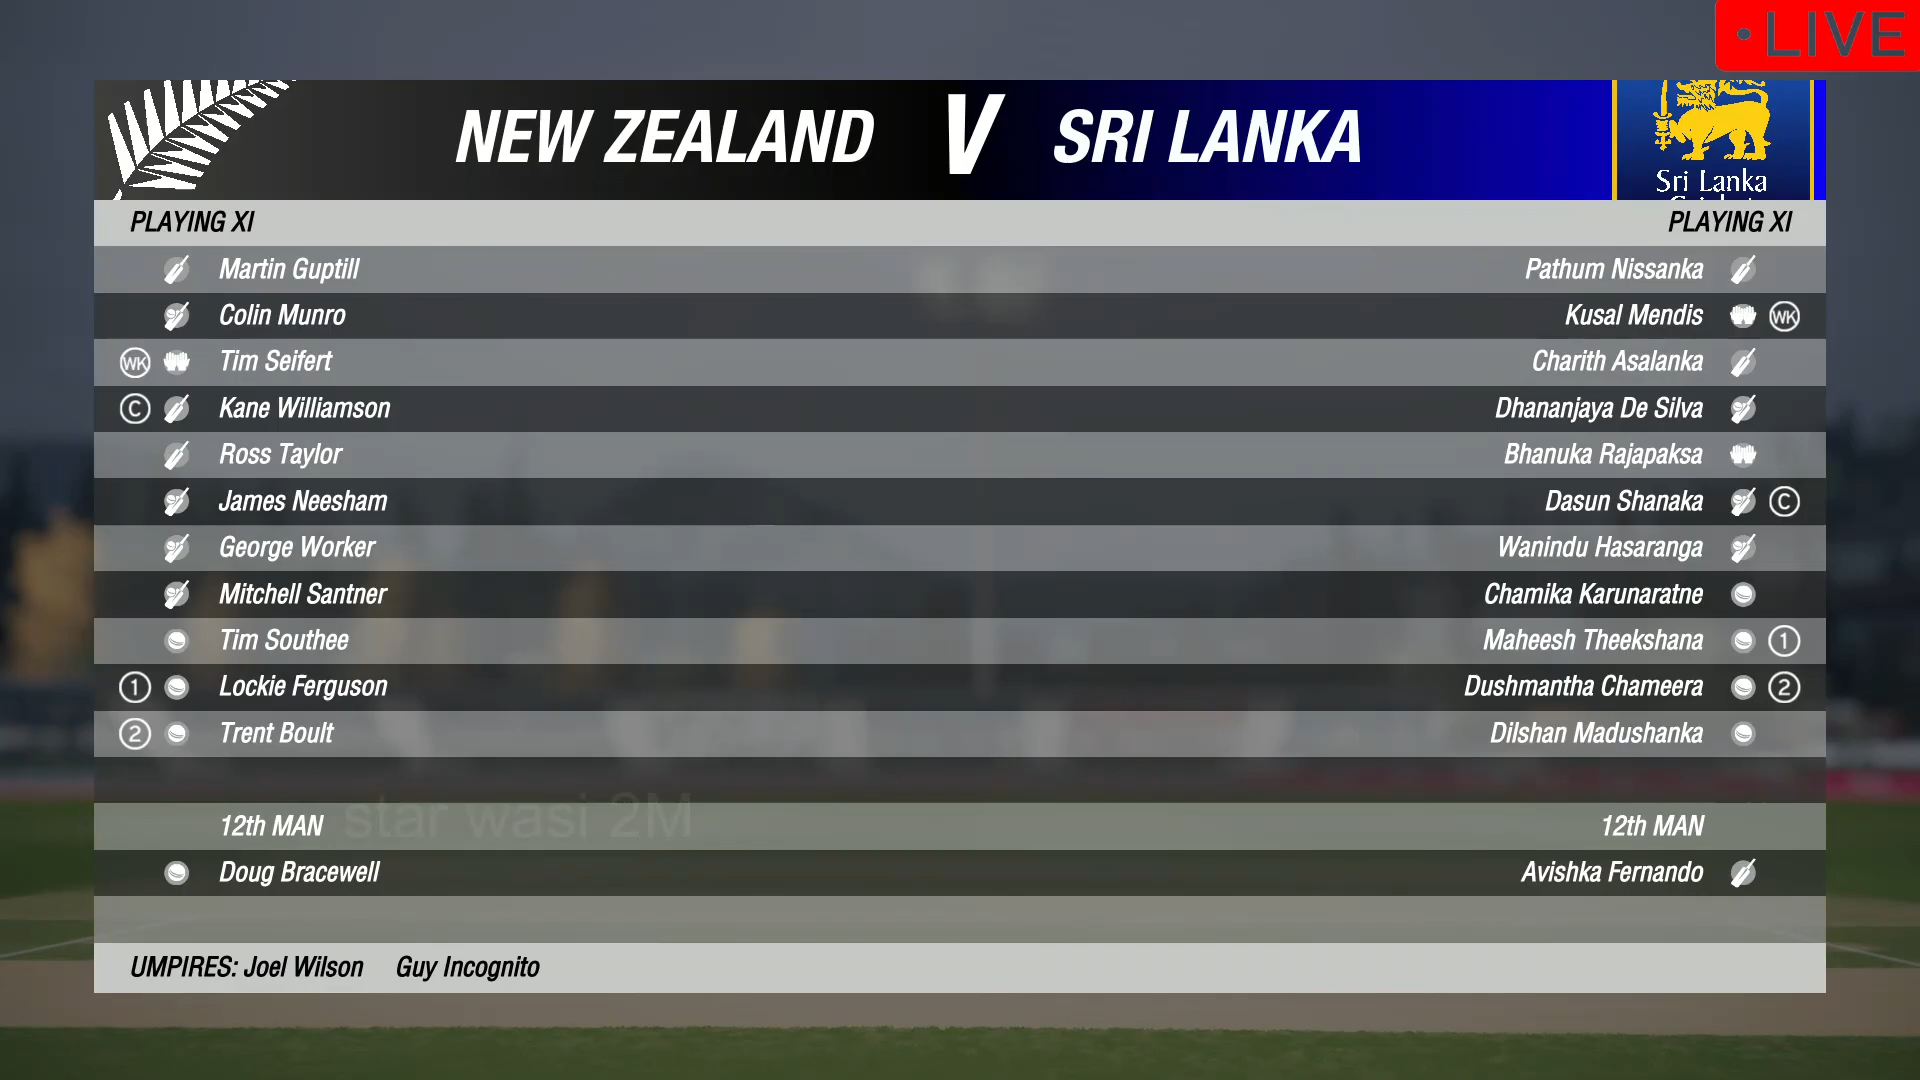 LIVE
NEW ZEALAND V SRI LANKA
Sri Lanka
PLAYING XI PLAYING XI
Martin Guptill Pathum Nissanka
Colin Munro Kusal Mendis WK
WK Tim Seifert Charith Asalanka
C Kane Williamson Dhananjaya De Silva
Ross Taylor Bhanuka Rajapaksa
James Neesham Dasun Shanaka C
George Worker Wanindu Hasaranga
Mitchell Santner Chamika Karunaratne
Tim Southee Maheesh Theekshana 1
1 Lockie Ferguson Dushmantha Chameera 2
2 Trent Boult Dilshan Madushanka
star wasi 2M
12th MAN 12th MAN
Doug Bracewell Avishka Fernando
UMPIRES: Joel Wilson Guy Incognito